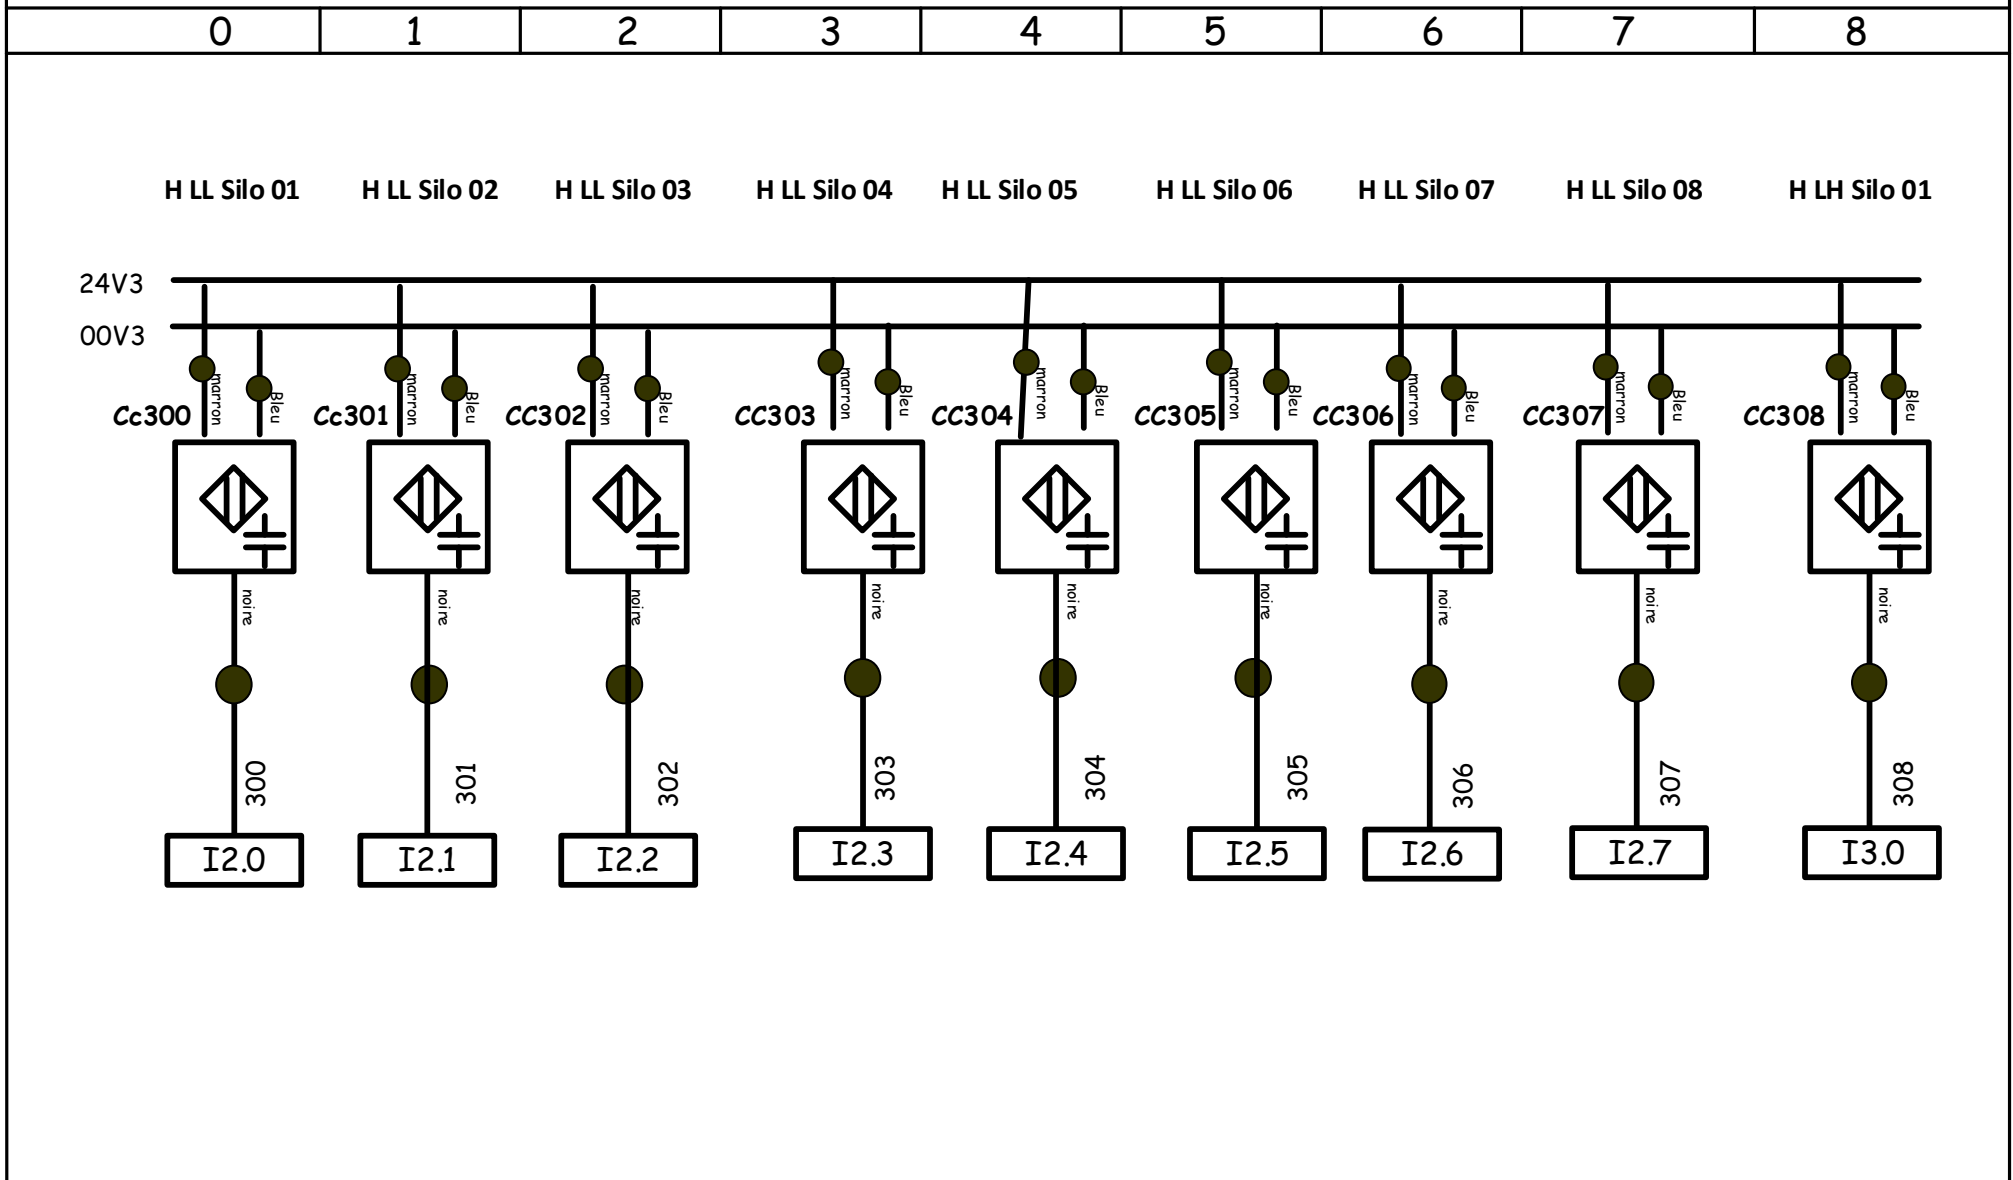 0 1 2 3 4 5 6 7 8
H LL Silo 01 H LL Silo 02 H LL Silo 03 H LL Silo 04 H LL Silo 05 H LL Silo 06 H LL Silo 07 H LL Silo 08 H LH Silo 01
24V3
00V3
marron Bleu marron Bleu marron Bleu marron Bleu marron Bleu marron Bleu marron Bleu marron Bleu marron Bleu
Cc300 Cc301 CC302 CC303 CC304 CC305 CC306 CC307 CC308
noire noire noire noire noire noire noire noire noire
300 301 302 303 304 305 306 307 308
I2.0 I2.1 I2.2 I2.3 I2.4 I2.5 I2.6 I2.7 I3.0